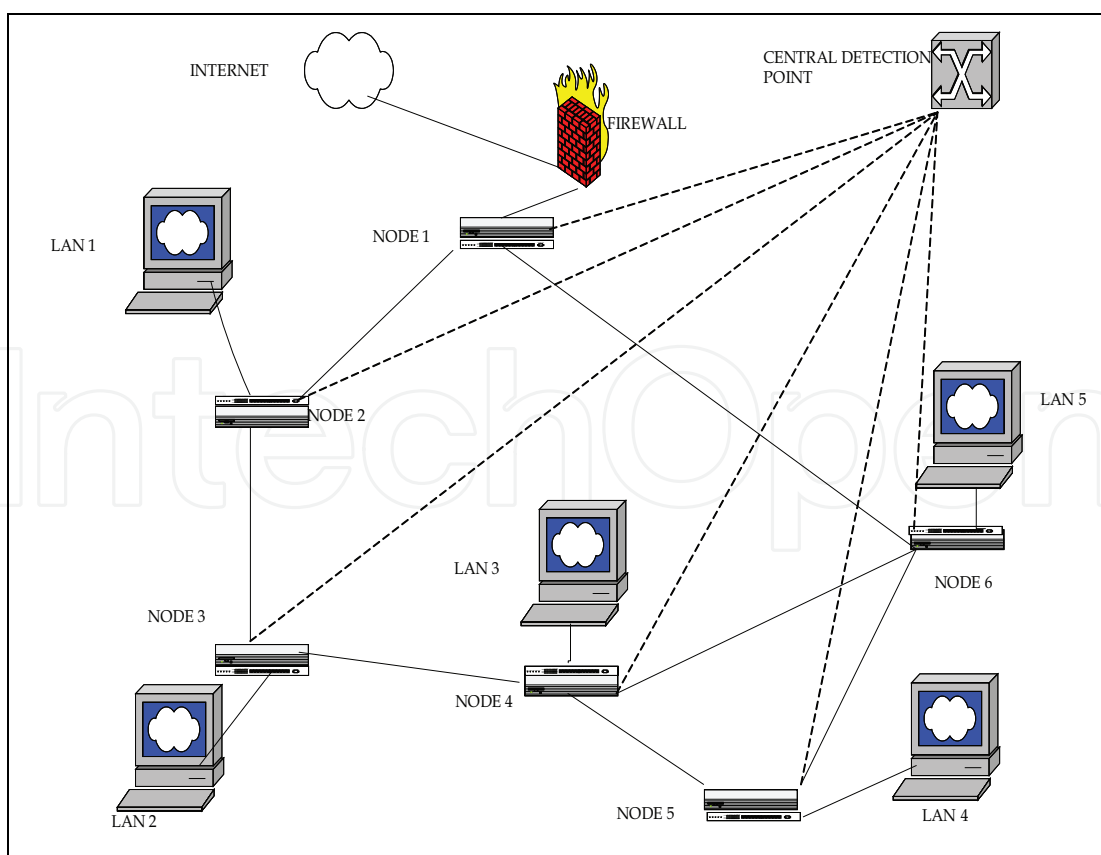 INTERNET
CENTRAL DETECTION
POINT
FIREWALL
NODE 1
LAN 1
NODE 2
LAN 5
IntechOpen
LAN 3
NODE 6
NODE 3
NODE 4
NODE 5
LAN 2
LAN 4